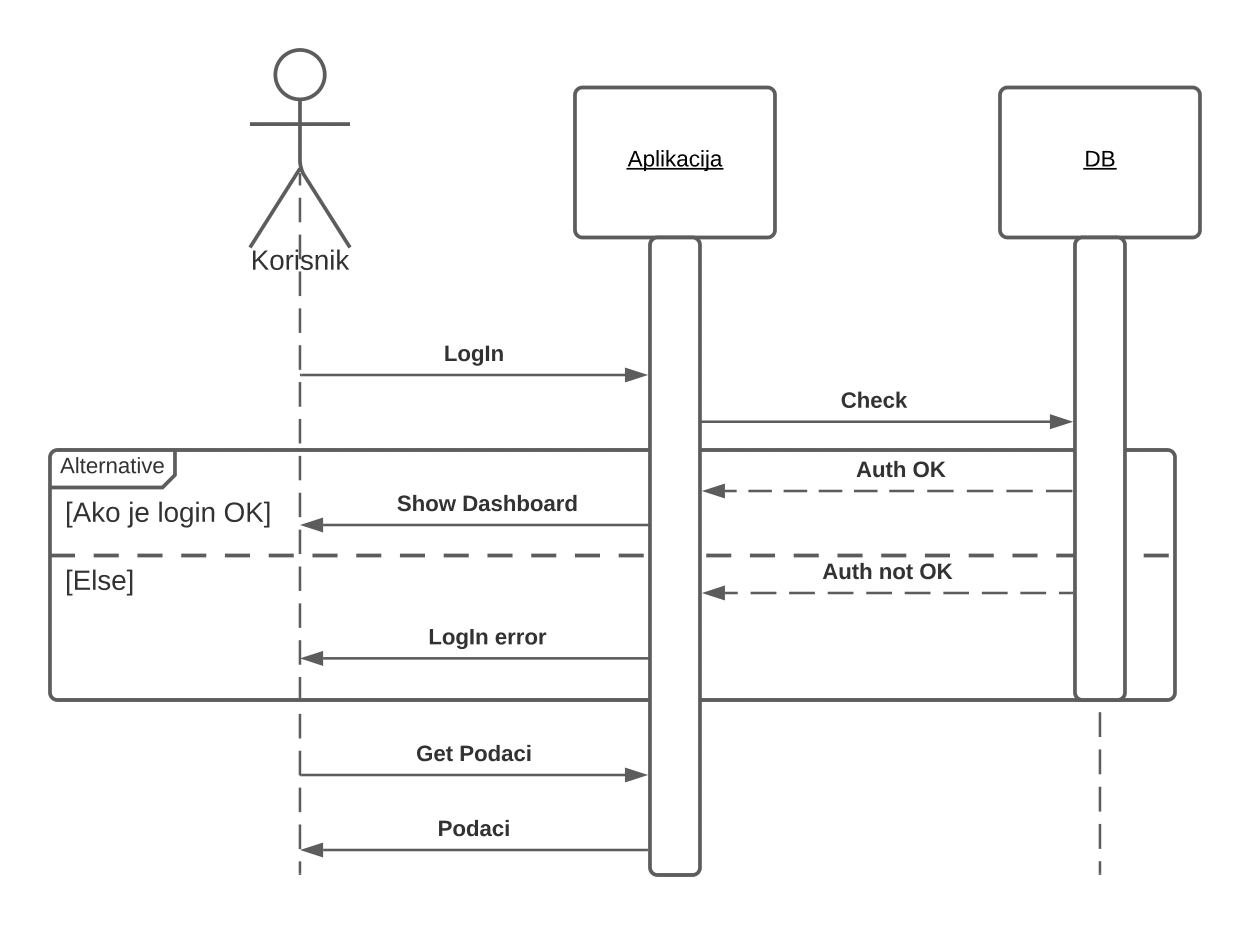 Aplikacija
DB
Korisnik
LogIn
Check
Alternative
Auth OK
Show Dashboard
[Ako je login OK]
Auth not OK
[Else]
LogIn error
Get Podaci
Podaci